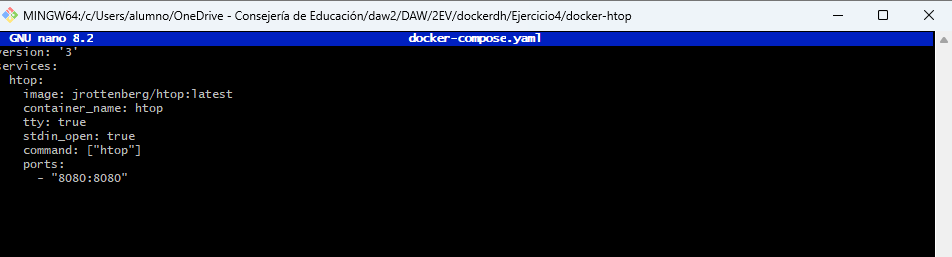 MINGW64:/c/Users/alumno/OneDrive - Consejería de Educación/daw2/DAW/2EV/dockerdh/Ejercicio4/docker-htop
GNU nano 8.2 docker-compose.yaml
version: '3'
services:
  htop:
    image: jrottenberg/htop:latest
    container_name: htop
    tty: true
    stdin_open: true
    command: ["htop"]
    ports:
      - "8080:8080"